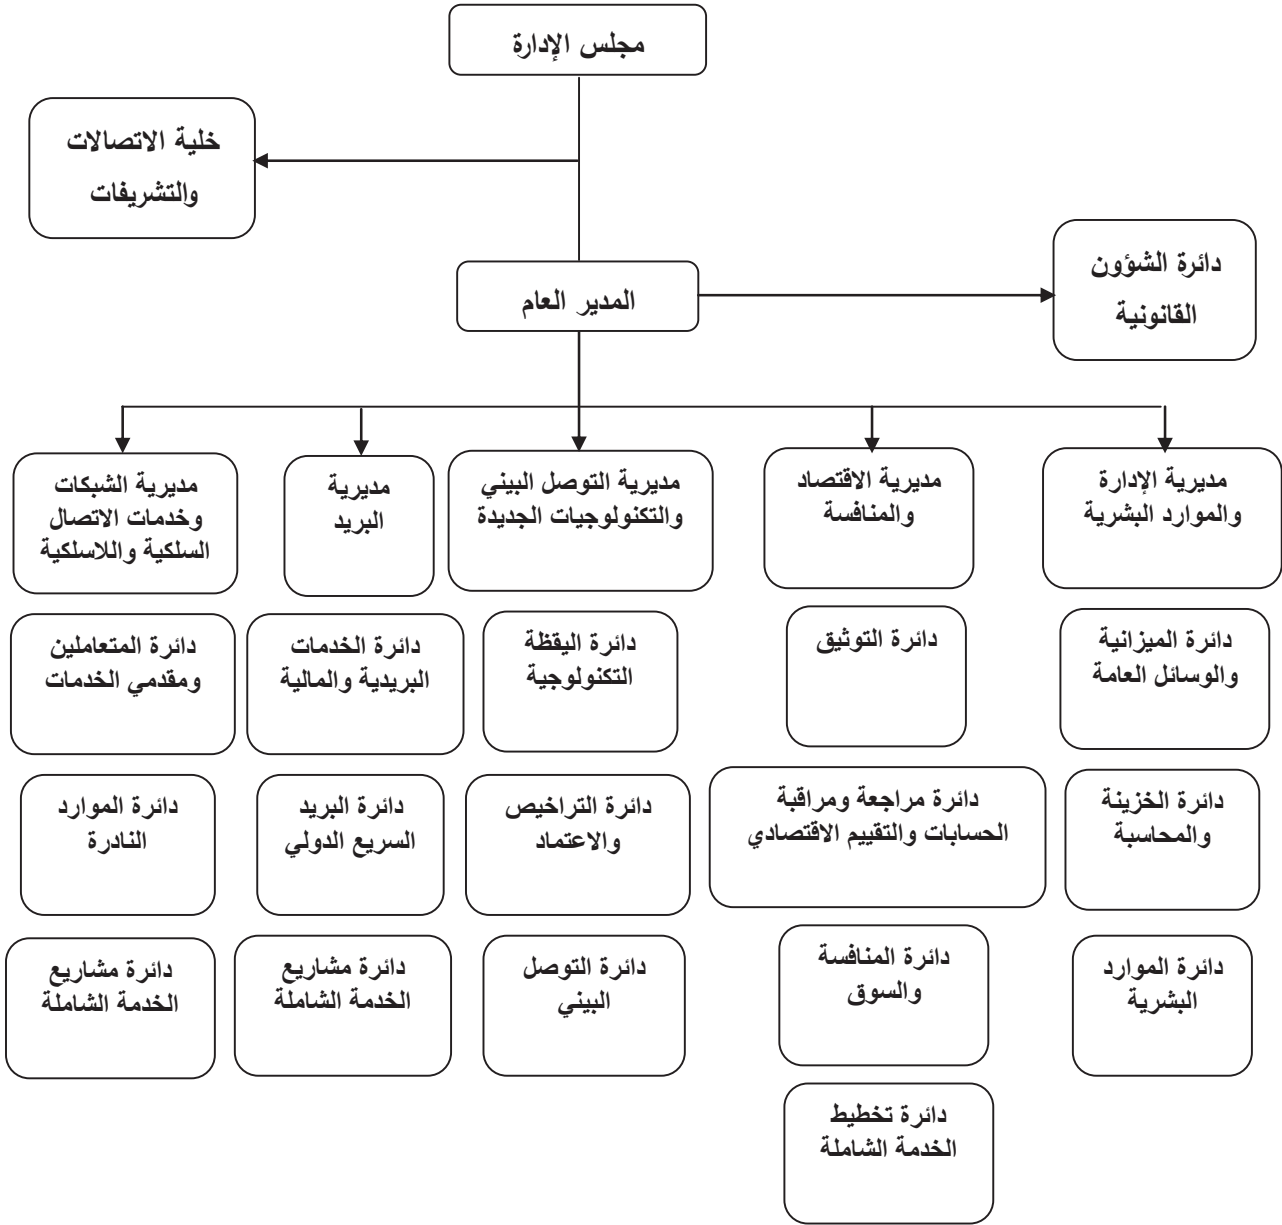 مجلس الإدارة
خلية الاتصالات
والتشريفات
دائرة الشؤون
القانونية
المدير العام
مديرية الإدارة
والموارد البشرية
مديرية الاقتصاد
والمنافسة
مديرية التوصل البيني
والتكنولوجيات الجديدة
مديرية
البريد
مديرية الشبكات
وخدمات الاتصال
السلكية واللاسلكية
دائرة الميزانية
والوسائل العامة
دائرة التوثيق
دائرة اليقظة
التكنولوجية
دائرة الخدمات
البريدية والمالية
دائرة المتعاملين
ومقدمي الخدمات
دائرة الخزينة
والمحاسبة
دائرة مراجعة ومراقبة
الحسابات والتقييم الاقتصادي
دائرة التراخيص
والاعتماد
دائرة البريد
السريع الدولي
دائرة الموارد
النادرة
دائرة الموارد
البشرية
دائرة المنافسة
والسوق
دائرة التوصل
البيني
دائرة مشاريع
الخدمة الشاملة
دائرة مشاريع
الخدمة الشاملة
دائرة تخطيط
الخدمة الشاملة